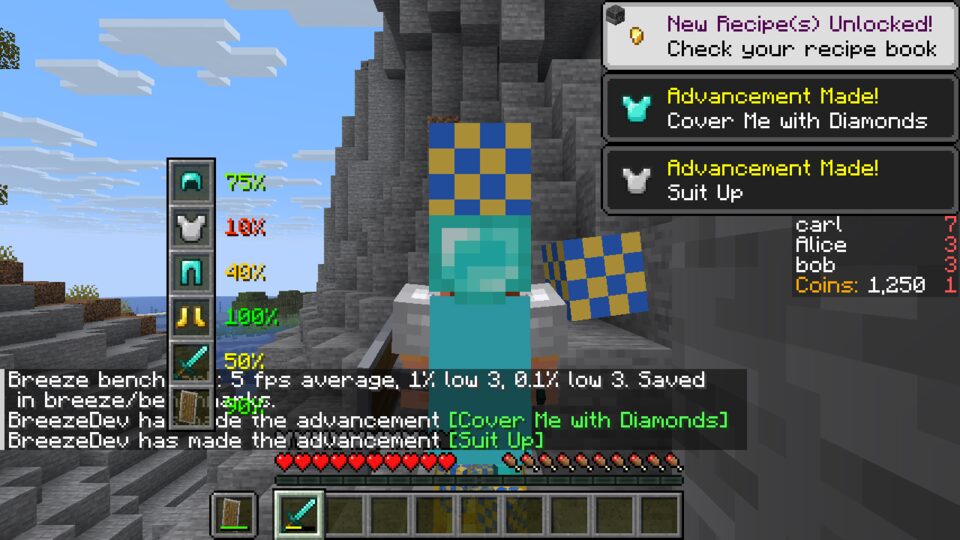 New Recipe(s) Unlocked!
Check your recipe book
Advancement Made!
Cover Me with Diamonds
Advancement Made!
Suit Up
carl 7
Alice 3
bob 3
Coins: 1,250 1
75%
10%
40%
100%
50%
90%
Breeze bench : 5 fps average, 1% low 3, 0.1% low 3. Saved
in breeze/be rks.
BreezeDev ha de the advancement [Cover Me with Diamonds]
BreezeDev has made the advancement [Suit Up]